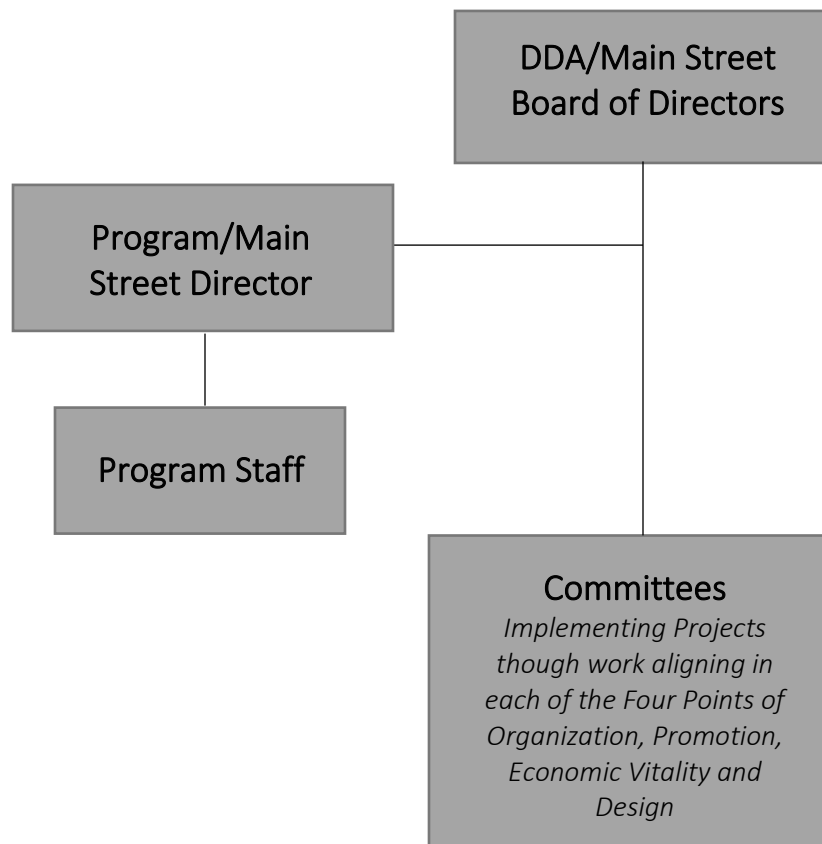 DDA/Main Street
Board of Directors
Program/Main
Street Director
Program Staff
Committees
Implementing Projects
though work aligning in
each of the Four Points of
Organization, Promotion,
Economic Vitality and
Design